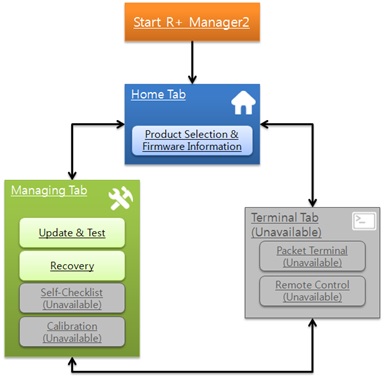 Start R+ Manager2
Home Tab
Product Selection &
Firmware Information
Managing Tab
Update & Test
Recovery
Self-Checklist
(Unavailable)
Calibration
(Unavailable)
Terminal Tab
(Unavailable)
Packet Terminal
(Unavailable)
Remote Control
(Unavailable)